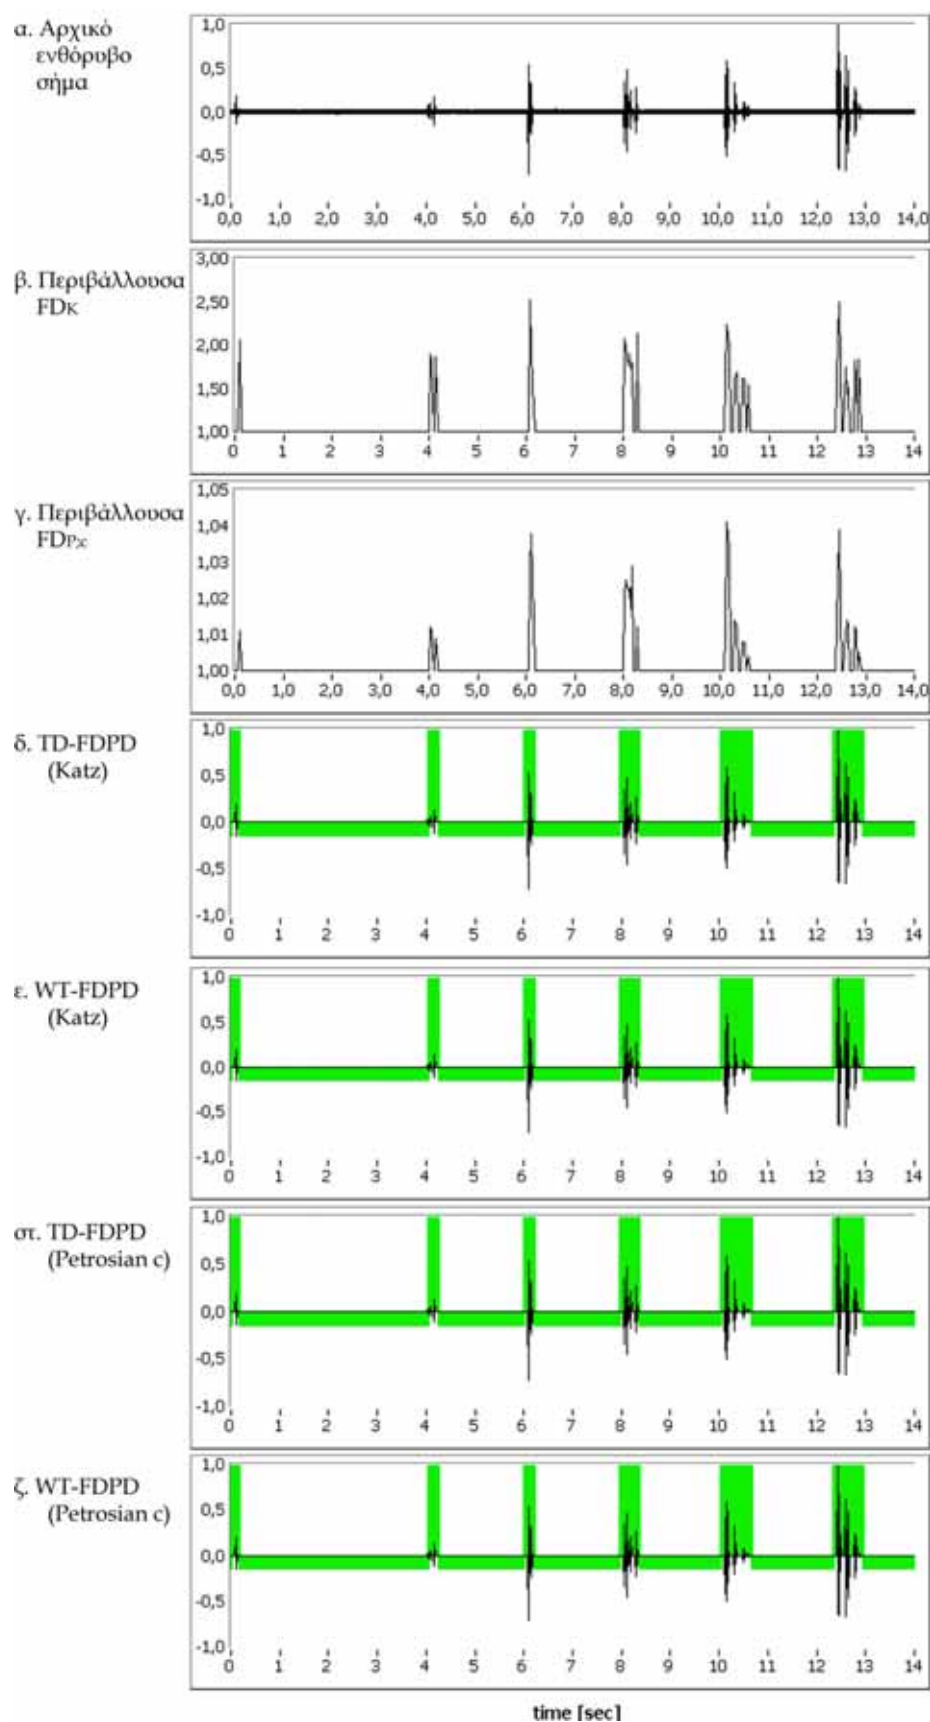 α. Αρχικό
ενθόρυβο
σήμα
1,0
0,5
0,0
-0,5
-1,0
0,0 1,0 2,0 3,0 4,0 5,0 6,0 7,0 8,0 9,0 10,0 11,0 12,0 13,0 14,0
β. Περιβάλλουσα
FDK
3,00
2,50
2,00
1,50
1,00
0 1 2 3 4 5 6 7 8 9 10 11 12 13 14
γ. Περιβάλλουσα
FDP;c
1,05
1,04
1,03
1,02
1,01
1,00
0,0 1,0 2,0 3,0 4,0 5,0 6,0 7,0 8,0 9,0 10,0 11,0 12,0 13,0 14,0
δ. TD-FDPD
(Katz)
1,0
0,5
0,0
-0,5
-1,0
0 1 2 3 4 5 6 7 8 9 10 11 12 13 14
ε. WT-FDPD
(Katz)
1,0
0,5
0,0
-0,5
-1,0
0 1 2 3 4 5 6 7 8 9 10 11 12 13 14
στ. TD-FDPD
(Petrosian c)
1,0
0,5
0,0
-0,5
-1,0
0 1 2 3 4 5 6 7 8 9 10 11 12 13 14
ζ. WT-FDPD
(Petrosian c)
1,0
0,5
0,0
-0,5
-1,0
0 1 2 3 4 5 6 7 8 9 10 11 12 13 14
time [sec]